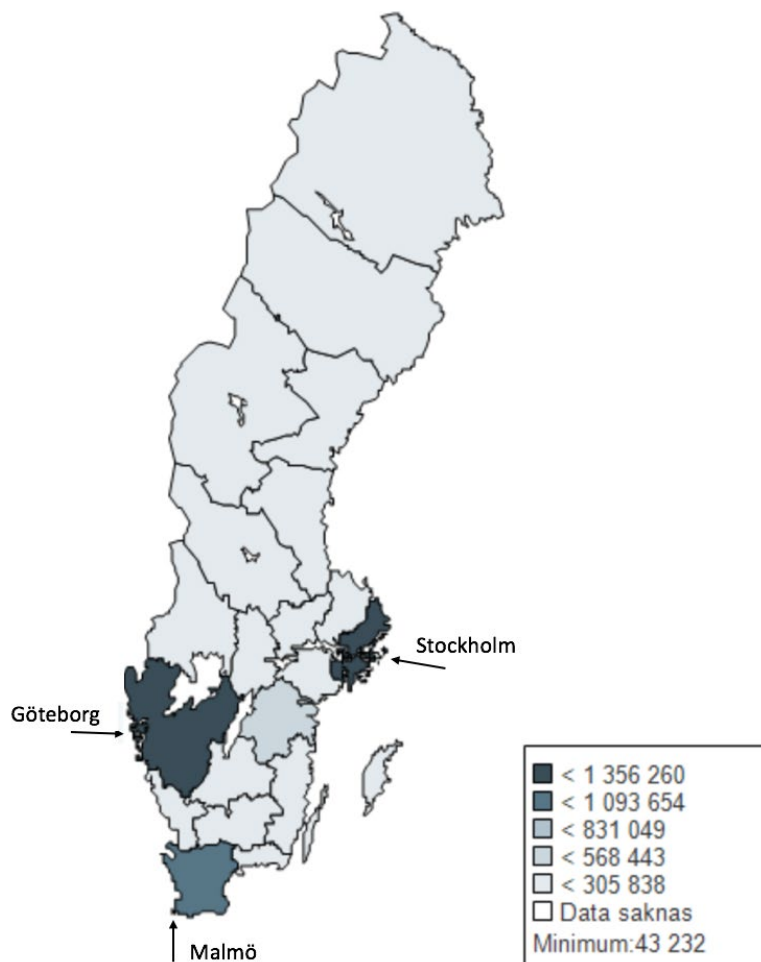 Stockholm
Göteborg
< 1 356 260
< 1 093 654
< 831 049
< 568 443
< 305 838
Data saknas
Minimum:43 232
Malmö